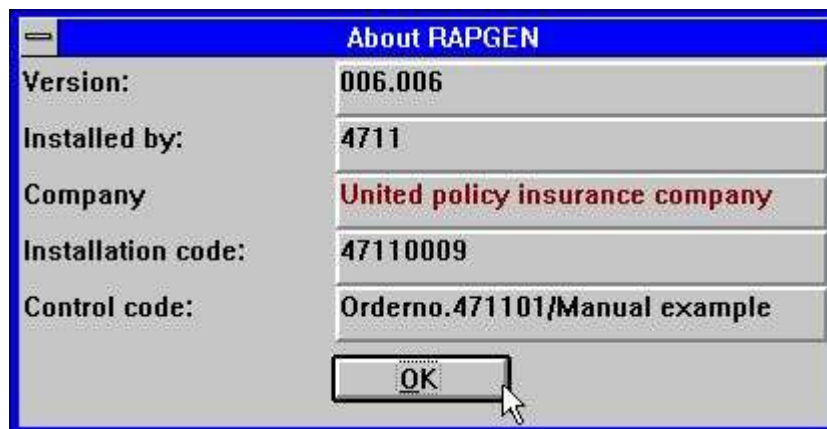 About RAPGEN
Version: 006.006
Installed by: 4711
Company United policy insurance company
Installation code: 47110009
Control code: Orderno.471101/Manual example
OK